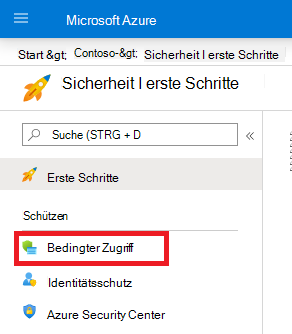 Microsoft Azure
Start &gt; Contoso-&gt; Sicherheit I erste Schritte
Sicherheit I erste Schritte
Suche (STRG + D
Erste Schritte
Schützen
Bedingter Zugriff
Identitätsschutz
Azure Security Center